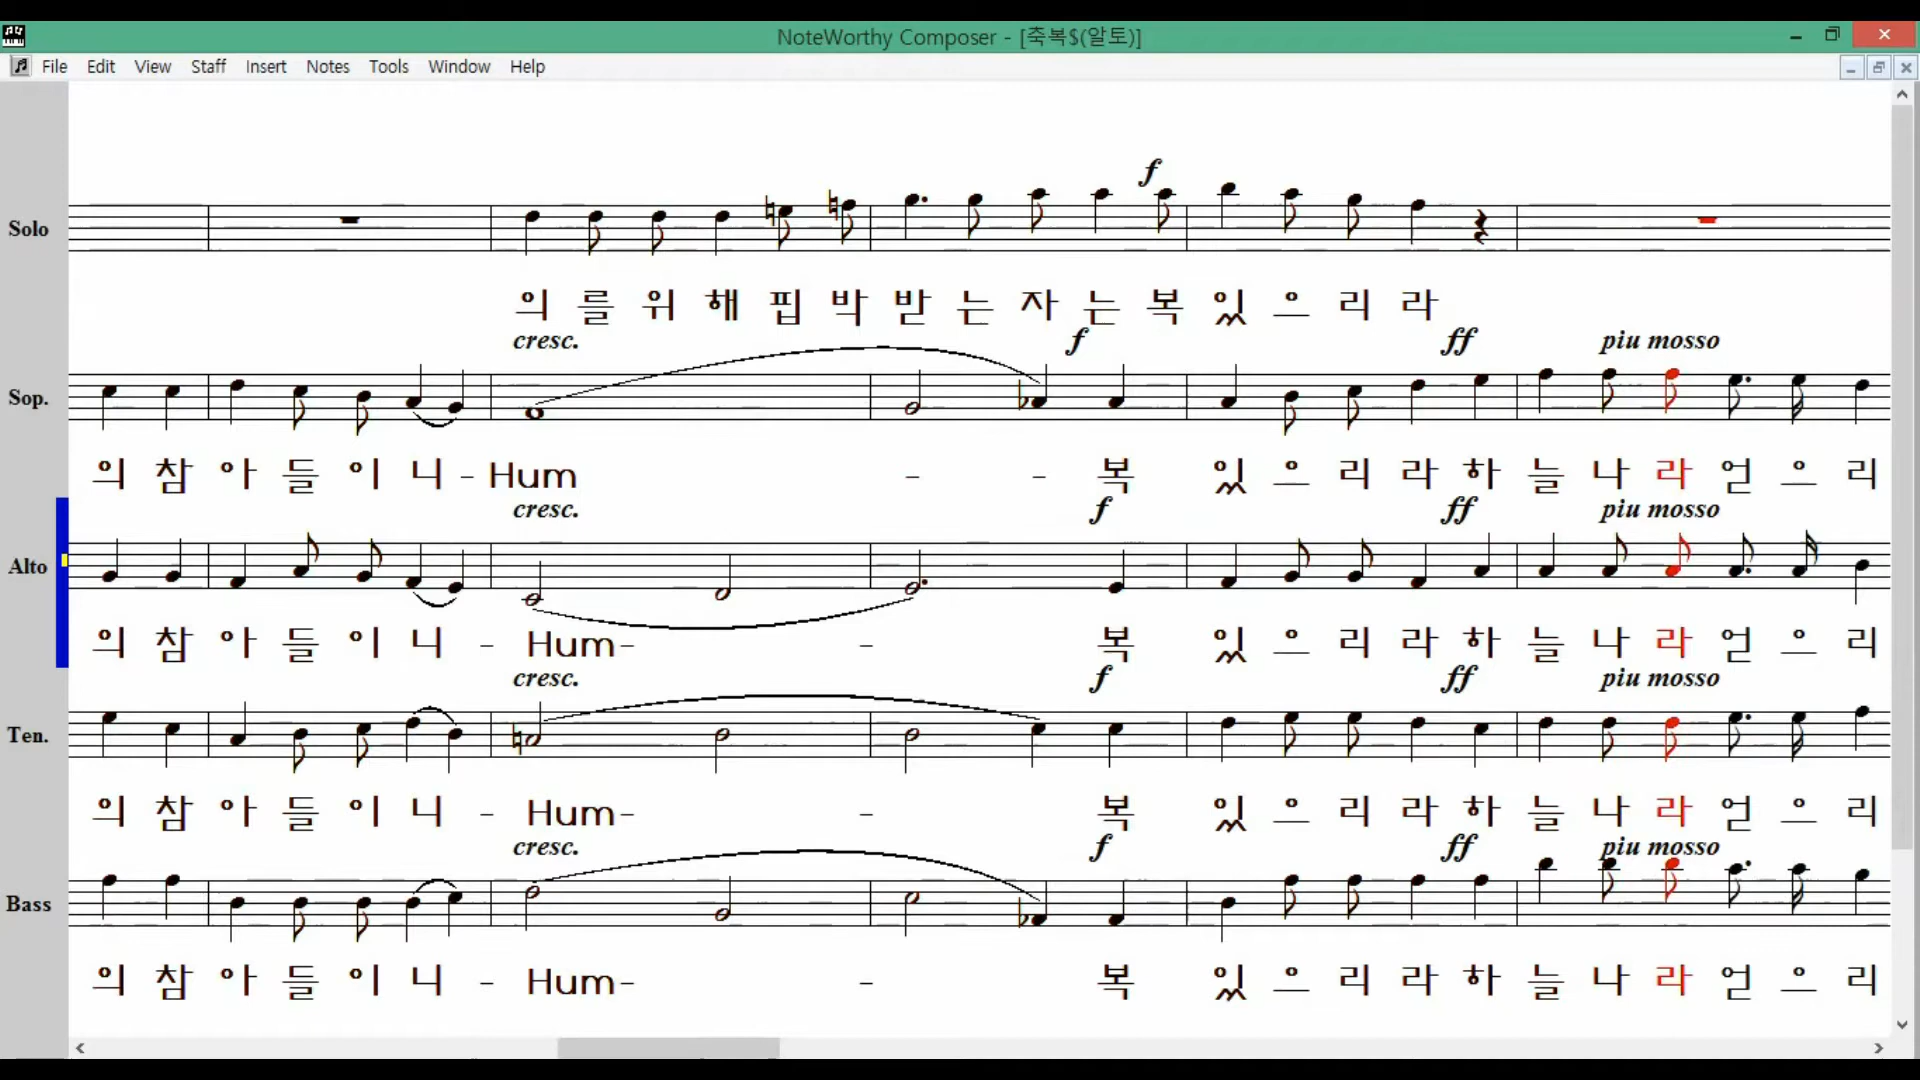 NoteWorthy Composer - [축복$(알토)]
File Edit View Staff Insert Notes Tools Window Help
f
Solo
의 를 위 해 핍 박 받 는 자 는 복 있 으 리 라
cresc. f ff piu mosso
Sop.
의 참 아 들 이 니 - Hum - - 복 있 으 리 라 하 늘 나 라 얻 으 리
cresc. f ff piu mosso
Alto
의 참 아 들 이 니 - Hum- - 복 있 으 리 라 하 늘 나 라 얻 으 리
cresc. f ff piu mosso
Ten.
의 참 아 들 이 니 - Hum- - 복 있 으 리 라 하 늘 나 라 얻 으 리
cresc. f ff piu mosso
Bass
의 참 아 들 이 니 - Hum- - 복 있 으 리 라 하 늘 나 라 얻 으 리